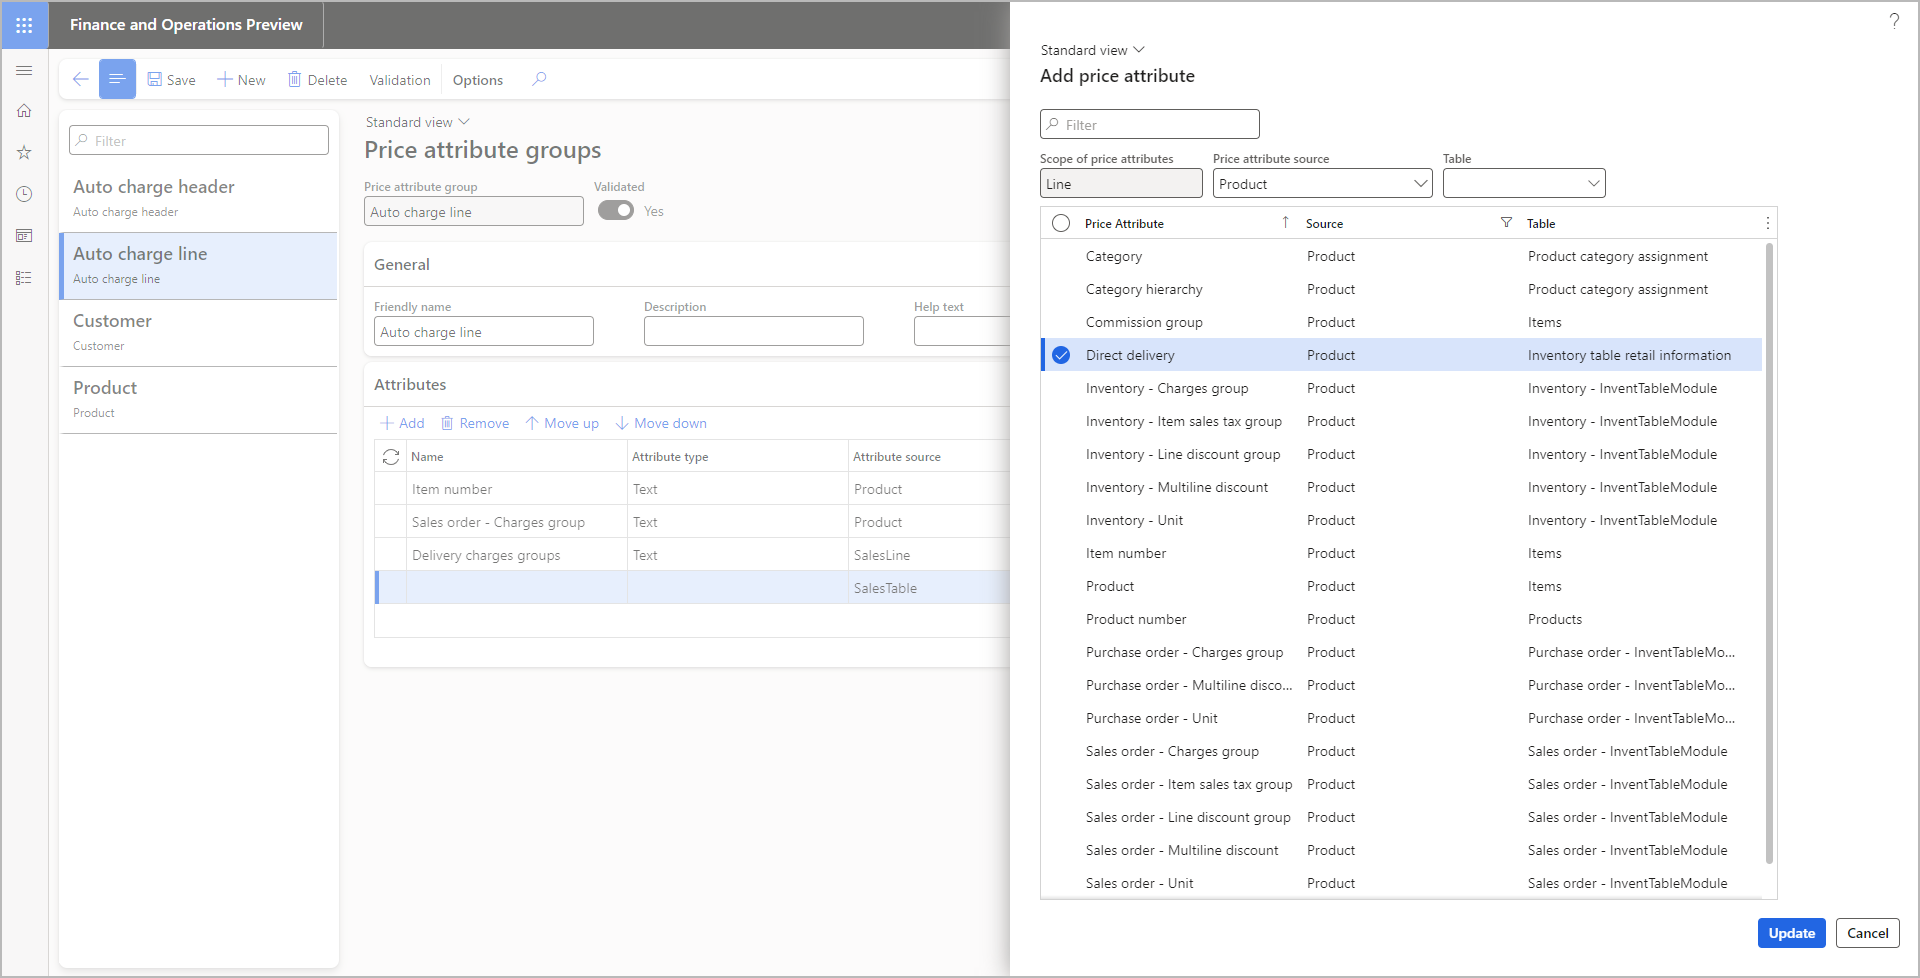 Finance and Operations Preview
?
Save
New
Delete
Validation
Options
Filter
Auto charge header
Auto charge header
Auto charge line
Auto charge line
Customer
Customer
Product
Product
Standard view
Price attribute groups
Price attribute group
Validated
Auto charge line
Yes
General
Friendly name
Description
Help text
Auto charge line
Attributes
Add
Remove
Move up
Move down
Name Attribute type Attribute source
Item number Text Product
Sales order - Charges group Text Product
Delivery charges groups Text SalesLine
SalesTable
Standard view
Add price attribute
Filter
Scope of price attributes Price attribute source Table
Line Product
Price Attribute Source Table
Category Product Product category assignment
Category hierarchy Product Product category assignment
Commission group Product Items
Direct delivery Product Inventory table retail information
Inventory - Charges group Product Inventory - InventTableModule
Inventory - Item sales tax group Product Inventory - InventTableModule
Inventory - Line discount group Product Inventory - InventTableModule
Inventory - Multiline discount Product Inventory - InventTableModule
Inventory - Unit Product Inventory - InventTableModule
Item number Product Items
Product Product Items
Product number Product Products
Purchase order - Charges group Product Purchase order - InventTableMo...
Purchase order - Multiline disco... Product Purchase order - InventTableMo...
Purchase order - Unit Product Purchase order - InventTableMo...
Sales order - Charges group Product Sales order - InventTableModule
Sales order - Item sales tax group Product Sales order - InventTableModule
Sales order - Line discount group Product Sales order - InventTableModule
Sales order - Multiline discount Product Sales order - InventTableModule
Sales order - Unit Product Sales order - InventTableModule
Update
Cancel